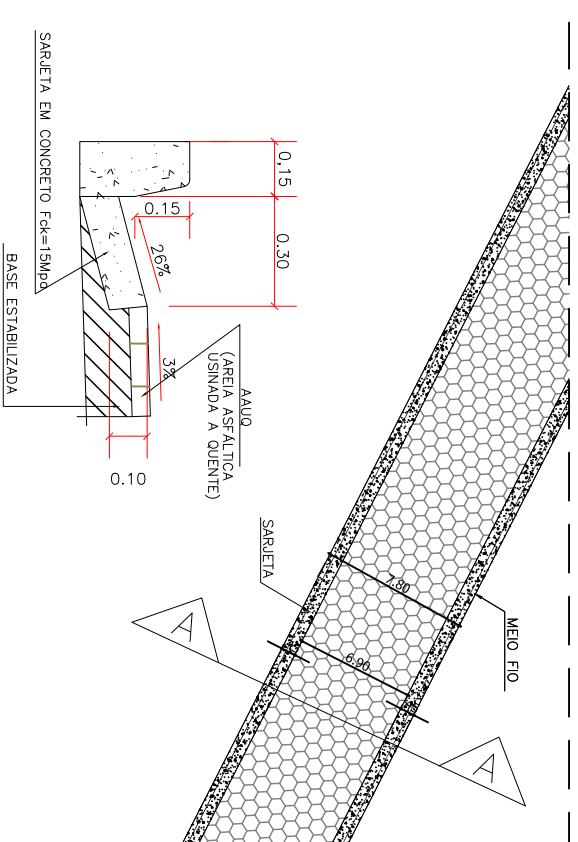 0,15
0.30
0.15
26%
3%
0.10
SARJETA EM CONCRETO Fck=15Mpa
BASE ESTABILIZADA
AAUQ
(AREIA ASFÁLTICA
USINADA A QUENTE)
SARJETA
MEIO FIO
7.80
6.90
A
A